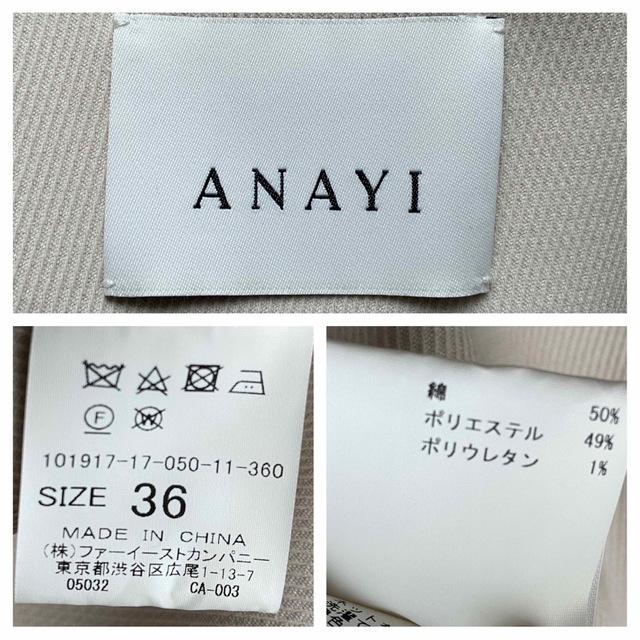 ANAYI
F W
101917-17-050-11-360
SIZE 36
MADE IN CHINA
(株)ファーイーストカンパニー
東京都渋谷区広尾1-13-7
05032 CA-003
綿 50%
ポリエステル 49%
ポリウレタン 1%